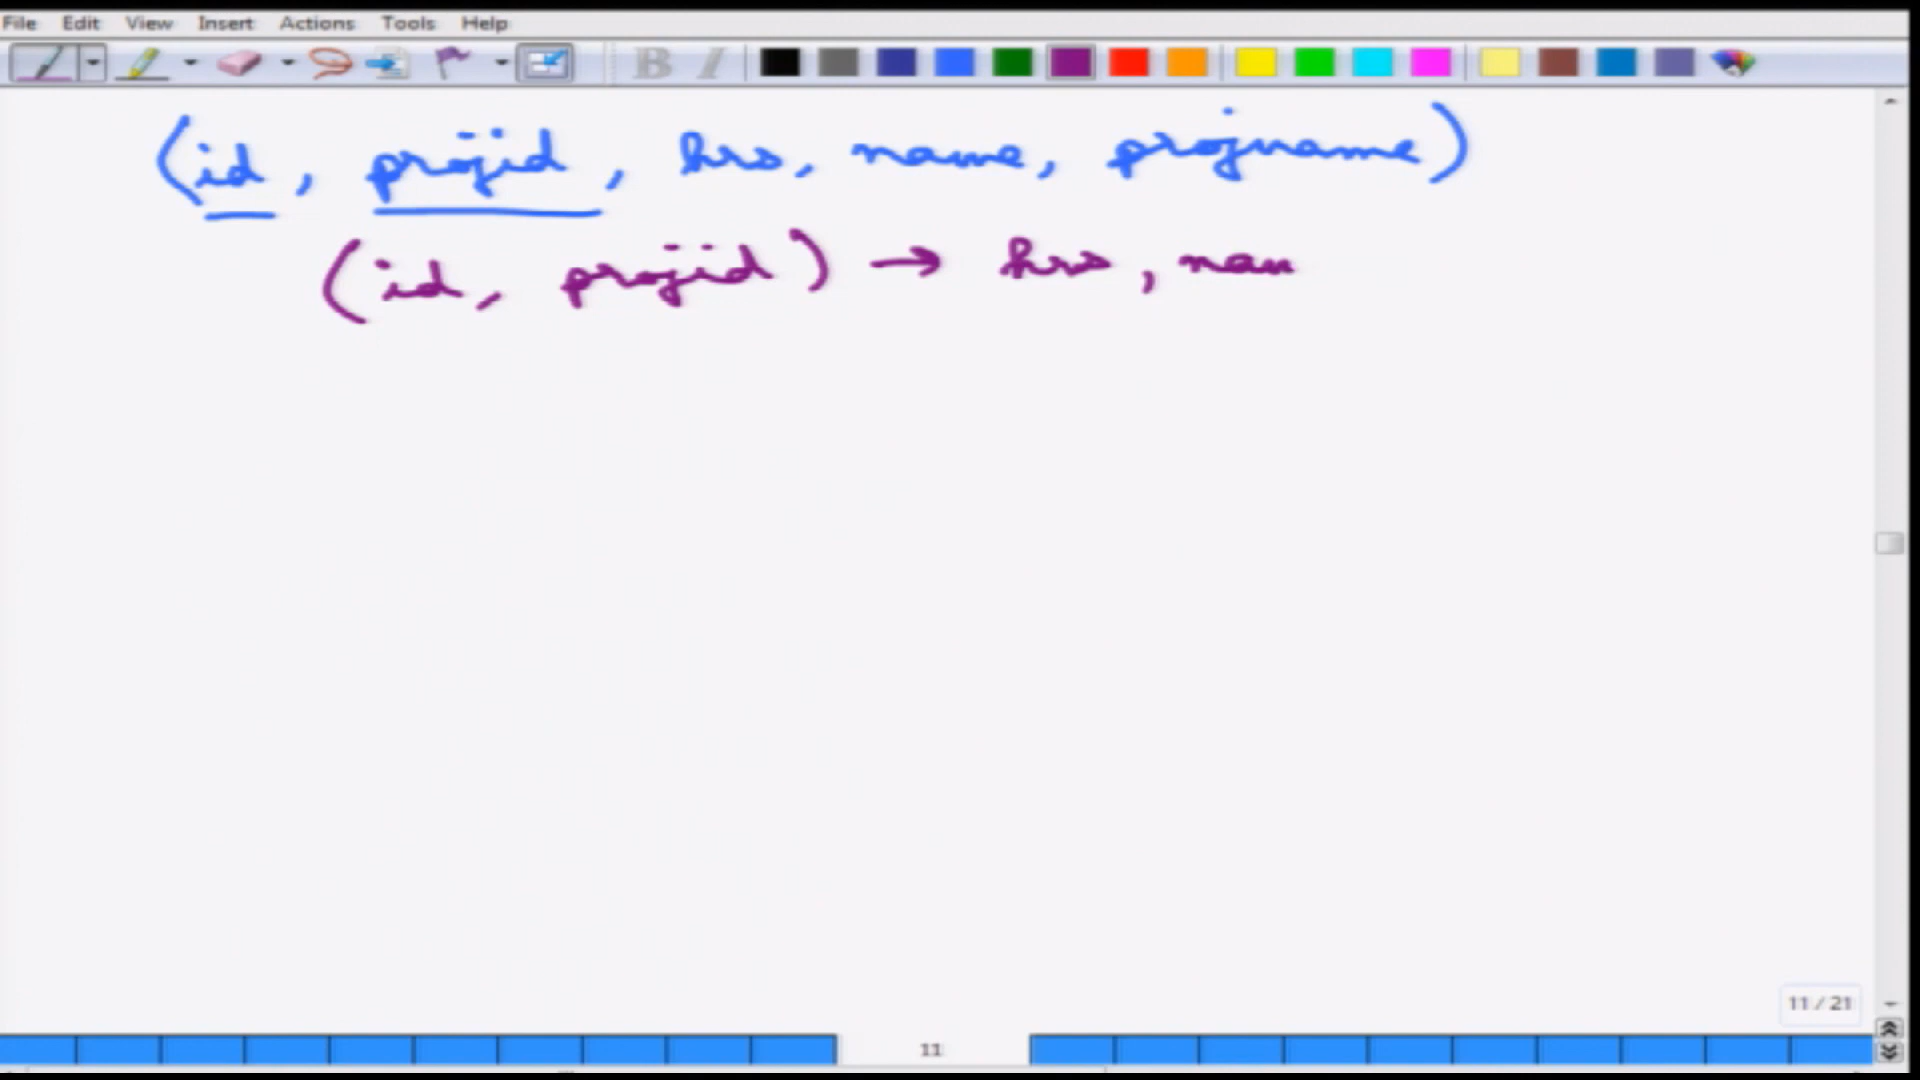 File Edit View Insert Actions Tools Help
B I
(id, projid, hrs, name, projname)
(id, projid) → hrs, nam
11 / 21
11